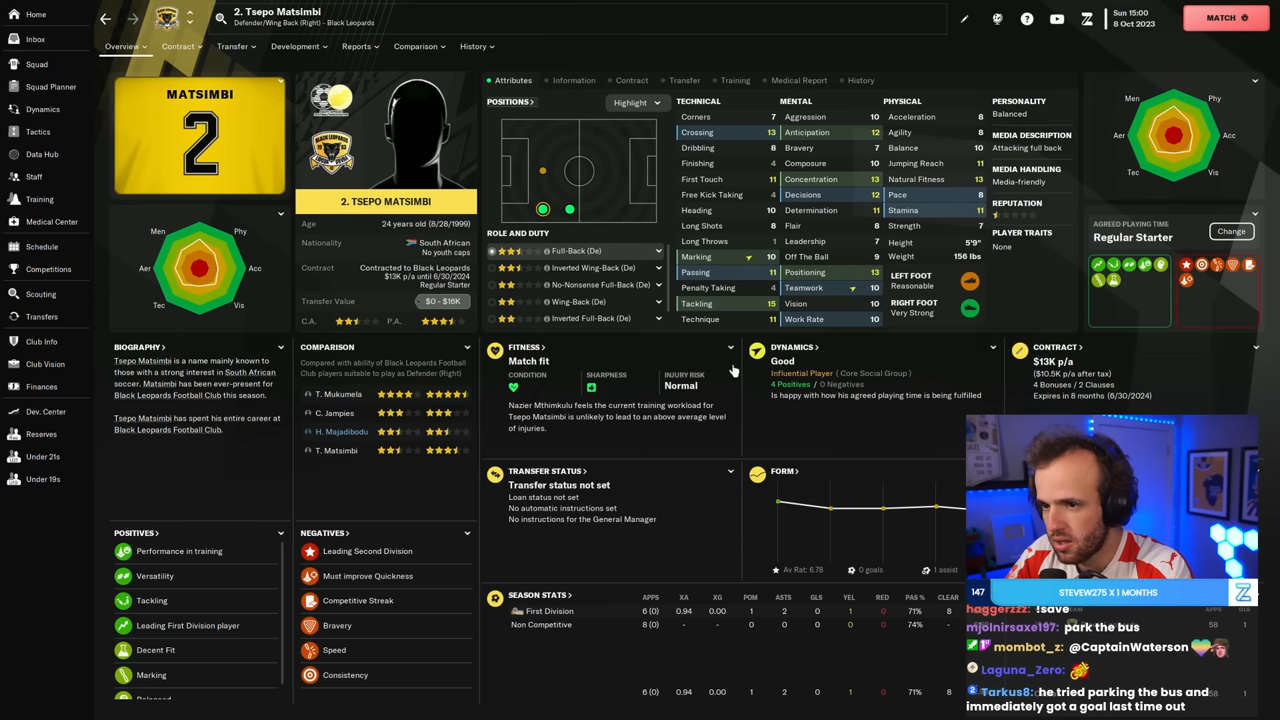 Home
Inbox
Squad
Squad Planner
Dynamics
Tactics
Data Hub
Staff
Training
Medical Center
Schedule
Competitions
Scouting
Transfers
Club Info
Club Vision
Finances
Dev. Center
Reserves
Under 21s
Under 19s
2. Tsepo Matsimbi
Defender/Wing Back (Right) - Black Leopards
Sun 15:00
8 Oct 2023
MATCH
Overview
Contract
Transfer
Development
Reports
Comparison
History
MATSIMBI
2
2. TSEPO MATSIMBI
Age 24 years old (8/28/1999)
Nationality South African
No youth caps
Contract Contracted to Black Leopards
$13K p/a until 6/30/2024
Regular Starter
Transfer Value $0 - $16K
C.A. P.A.
Men Phy
Aer Acc
Tec Vis
Attributes Information Contract Transfer Training Medical Report History
POSITIONS > Highlight
ROLE AND DUTY
Full-Back (De)
Inverted Wing-Back (De)
No-Nonsense Full-Back (De)
Wing-Back (De)
Inverted Full-Back (De)
TECHNICAL
Corners 7
Crossing 13
Dribbling 8
Finishing 4
First Touch 11
Free Kick Taking 4
Heading 10
Long Shots 8
Long Throws 1
Marking 10
Passing 11
Penalty Taking 4
Tackling 15
Technique 11
MENTAL
Aggression 10
Anticipation 12
Bravery 7
Composure 10
Concentration 13
Decisions 12
Determination 11
Flair 8
Leadership 7
Off The Ball 9
Positioning 13
Teamwork 10
Vision 10
Work Rate 10
PHYSICAL
Acceleration 8
Agility 8
Balance 10
Jumping Reach 11
Natural Fitness 13
Pace 8
Stamina 11
Strength 7
Height 5'9"
Weight 156 lbs
LEFT FOOT
Reasonable
RIGHT FOOT
Very Strong
PERSONALITY
Balanced
MEDIA DESCRIPTION
Attacking full back
MEDIA HANDLING
Media-friendly
REPUTATION
PLAYER TRAITS
None
Men Phy
Aer Acc
Tec Vis
AGREED PLAYING TIME
Regular Starter
Change
BIOGRAPHY >
Tsepo Matsimbi is a name mainly known to
those with a strong interest in South African
soccer. Matsimbi has been ever-present for
Black Leopards Football Club this season.
Tsepo Matsimbi has spent his entire career at
Black Leopards Football Club.
COMPARISON
Compared with ability of Black Leopards Football
Club players suitable to play as Defender (Right)
T. Mukumela
C. Jampies
H. Majadibodu
T. Matsimbi
FITNESS >
Match fit
CONDITION SHARPNESS INJURY RISK
Normal
Nazier Mthimkulu feels the current training workload for
Tsepo Matsimbi is unlikely to lead to an above average level
of injuries.
DYNAMICS >
Good
Influential Player ( Core Social Group )
4 Positives / 0 Negatives
Is happy with how his agreed playing time is being fulfilled
CONTRACT >
$13K p/a
($10.5K p/a after tax)
4 Bonuses / 2 Clauses
Expires in 8 months (6/30/2024)
TRANSFER STATUS >
Transfer status not set
Loan status not set
No automatic instructions set
No instructions for the General Manager
FORM >
Av Rat: 6.78 0 goals 1 assist
POSITIVES >
Performance in training
Versatility
Tackling
Leading First Division player
Decent Fit
Marking
NEGATIVES >
Leading Second Division
Must improve Quickness
Competitive Streak
Bravery
Speed
Consistency
SEASON STATS > APPS XA XG POM ASTS GLS YEL RED PAS % CLEAR
First Division 6 (0) 0.94 0.00 1 2 0 1 0 71% 8
Non Competitive 8 (0) - - 0 0 0 0 0 74% -
6 (0) 0.94 0.00 1 2 0 1 0 71% 8
147 STEVEW275 X 1 MONTHS
haggerzzz: !save
mjolnirsaxe197: park the bus
mombot_z: @CaptainWaterson
Laguna_Zero:
Tarkus8: he tried parking the bus and
immediately got a goal last time out